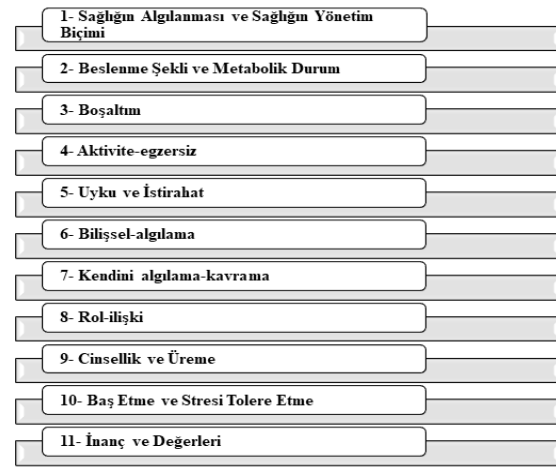 1- Sağlığın Algılanması ve Sağlığın Yönetim
Biçimi
2- Beslenme Şekli ve Metabolik Durum
3- Boşaltım
4- Aktivite-egzersiz
5- Uyku ve İstirahat
6- Bilişsel-algılama
7- Kendini algılama-kavrama
8- Rol-ilişki
9- Cinsellik ve Üreme
10- Baş Etme ve Stresi Tolere Etme
11- İnanç ve Değerleri